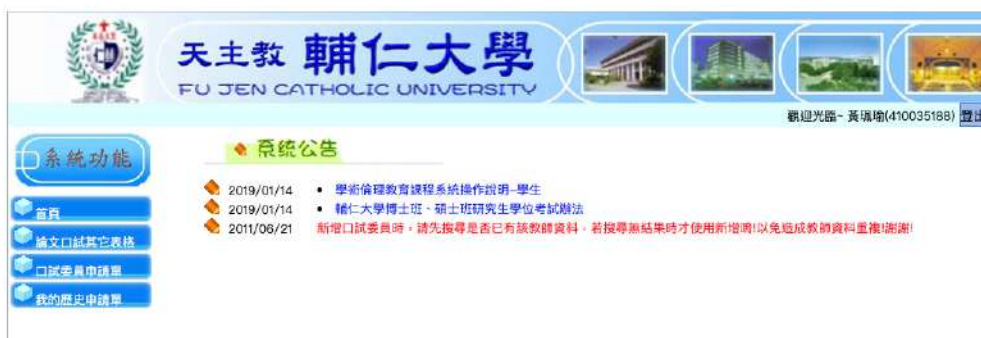 天主教 輔仁大學
FU JEN CATHOLIC UNIVERSITY
歡迎光臨~ 黃珮瑜(410035188) 登出
系統功能
首頁
論文口試其它表格
口試委員申請單
我的歷史申請單
系統公告
2019/01/14 • 學術倫理教育課程系統操作說明-學生
2019/01/14 • 輔仁大學博士班、碩士班研究生學位考試辦法
2011/06/21 新增口試委員時，請先搜尋是否已有該教師資料，若搜尋無結果時才使用新增唷!以免造成教師資料重複!謝謝!